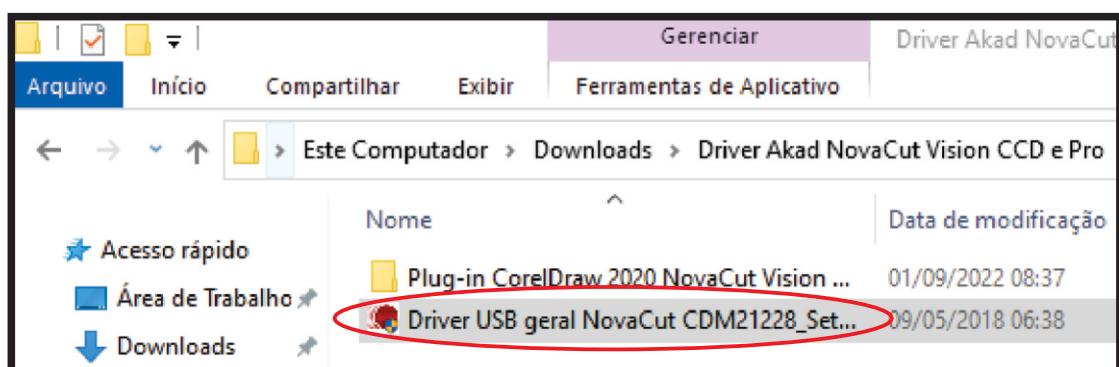 Gerenciar
Driver Akad NovaCut
Arquivo Início Compartilhar Exibir Ferramentas de Aplicativo
Este Computador > Downloads > Driver Akad NovaCut Vision CCD e Pro
Nome Data de modificação
Acesso rápido
Plug-in CorelDraw 2020 NovaCut Vision ... 01/09/2022 08:37
Área de Trabalho
Driver USB geral NovaCut CDM21228_Set... 09/05/2018 06:38
Downloads